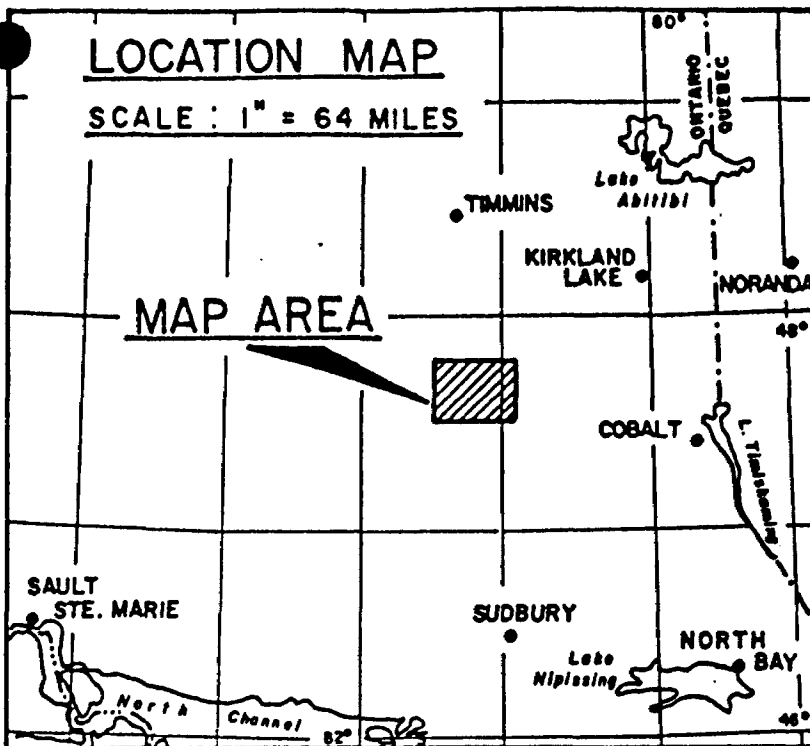 LOCATION MAP
SCALE : 1" = 64 MILES
80°
ONTARIO
QUEBEC
Lake
Abitibi
TIMMINS
KIRKLAND
LAKE
NORANDA
MAP AREA
48°
COBALT
L. Timiskaming
SAULT
STE. MARIE
SUDBURY
NORTH
BAY
Lake
Nipissing
North Channel
82°
46°